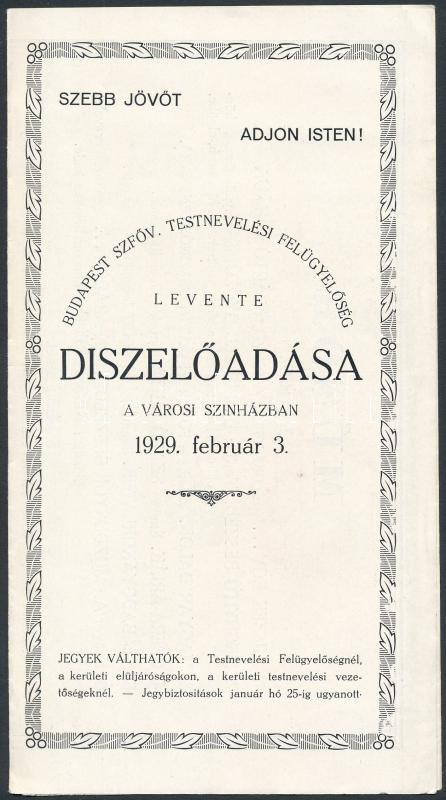 SZEBB JÖVŐT
ADJON ISTEN!
BUDAPEST SZFŐV. TESTNEVELÉSI FELÜGYELŐSÉG
LEVENTE
DISZELŐADÁSA
A VÁROSI SZINHÁZBAN
1929. február 3.
JEGYEK VÁLTHATÓK: a Testnevelési Felügyelőségnél,
a kerületi elüljáróságokon, a kerületi testnevelési veze-
tőségeknél. — Jegybiztositások január hó 25-ig ugyanott.